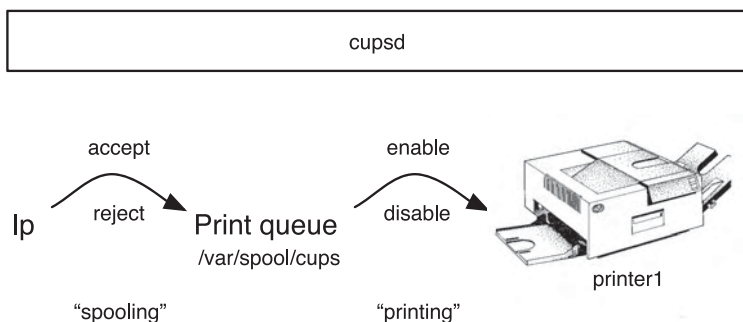 cupsd
accept
enable
reject
disable
lp
Print queue
/var/spool/cups
printer1
“spooling”
“printing”